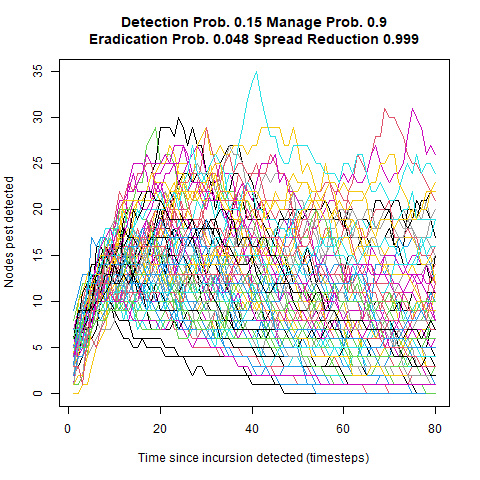 Detection Prob. 0.15 Manage Prob. 0.9
Eradication Prob. 0.048 Spread Reduction 0.999
Nodes pest detected
35
30
25
20
15
10
5
0
0 20 40 60 80
Time since incursion detected (timesteps)